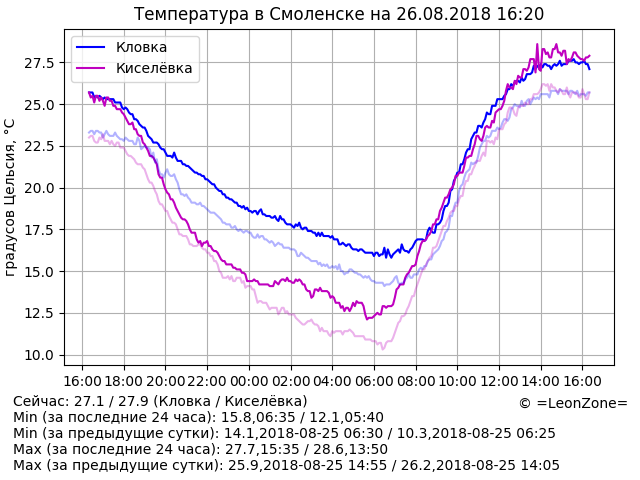 Температура в Смоленске на 26.08.2018 16:20
Кловка
Киселёвка
градусов Цельсия, °C
27.5
25.0
22.5
20.0
17.5
15.0
12.5
10.0
16:00 18:00 20:00 22:00 00:00 02:00 04:00 06:00 08:00 10:00 12:00 14:00 16:00
Сейчас: 27.1 / 27.9 (Кловка / Киселёвка)
© =LeonZone=
Min (за последние 24 часа): 15.8,06:35 / 12.1,05:40
Min (за предыдущие сутки): 14.1,2018-08-25 06:30 / 10.3,2018-08-25 06:25
Max (за последние 24 часа): 27.7,15:35 / 28.6,13:50
Max (за предыдущие сутки): 25.9,2018-08-25 14:55 / 26.2,2018-08-25 14:05